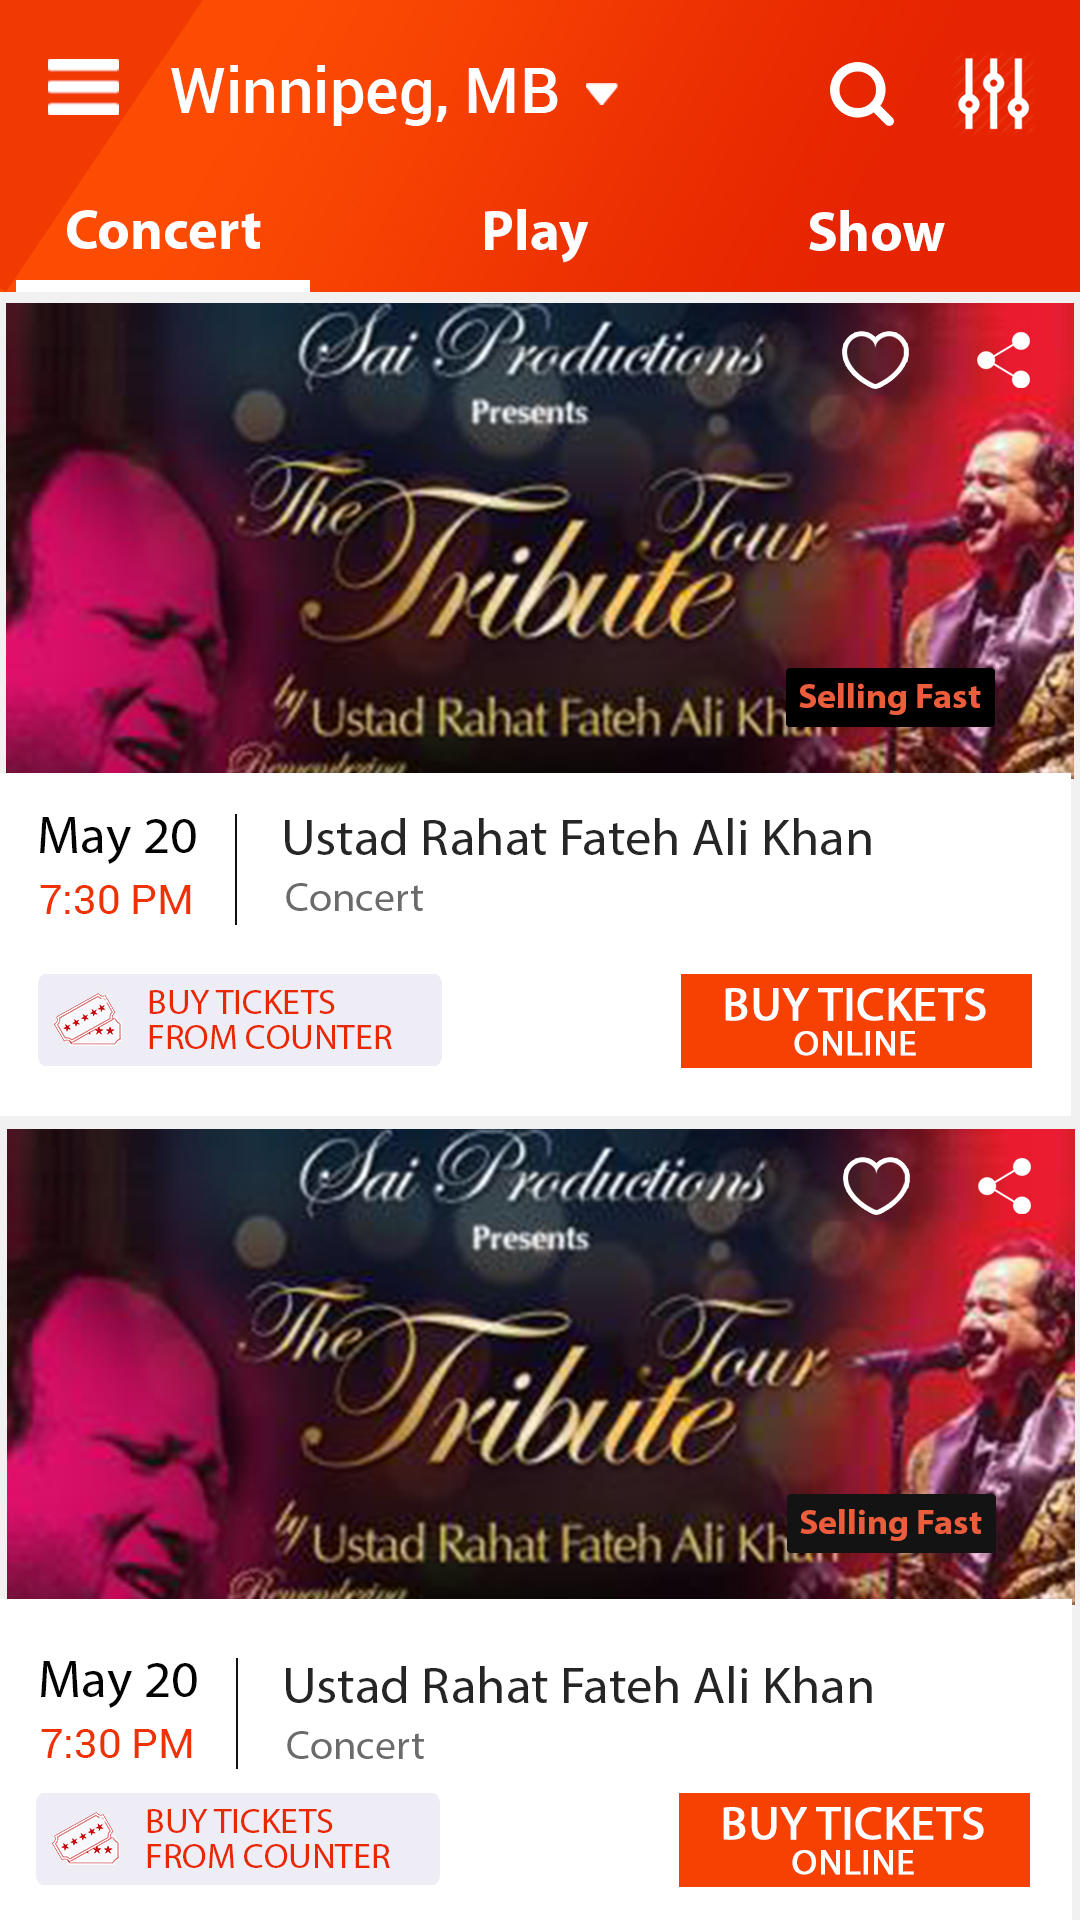 Winnipeg, MB
Concert Play Show
Sai Productions
Presents
The Tribute Tour
by Ustad Rahat Fateh Ali
Remembering
Selling Fast
May 20
7:30 PM
Ustad Rahat Fateh Ali Khan
Concert
BUY TICKETS
FROM COUNTER
BUY TICKETS
ONLINE
Sai Productions
Presents
The Tribute Tour
by Ustad Rahat Fateh Ali
Remembering
Selling Fast
May 20
7:30 PM
Ustad Rahat Fateh Ali Khan
Concert
BUY TICKETS
FROM COUNTER
BUY TICKETS
ONLINE